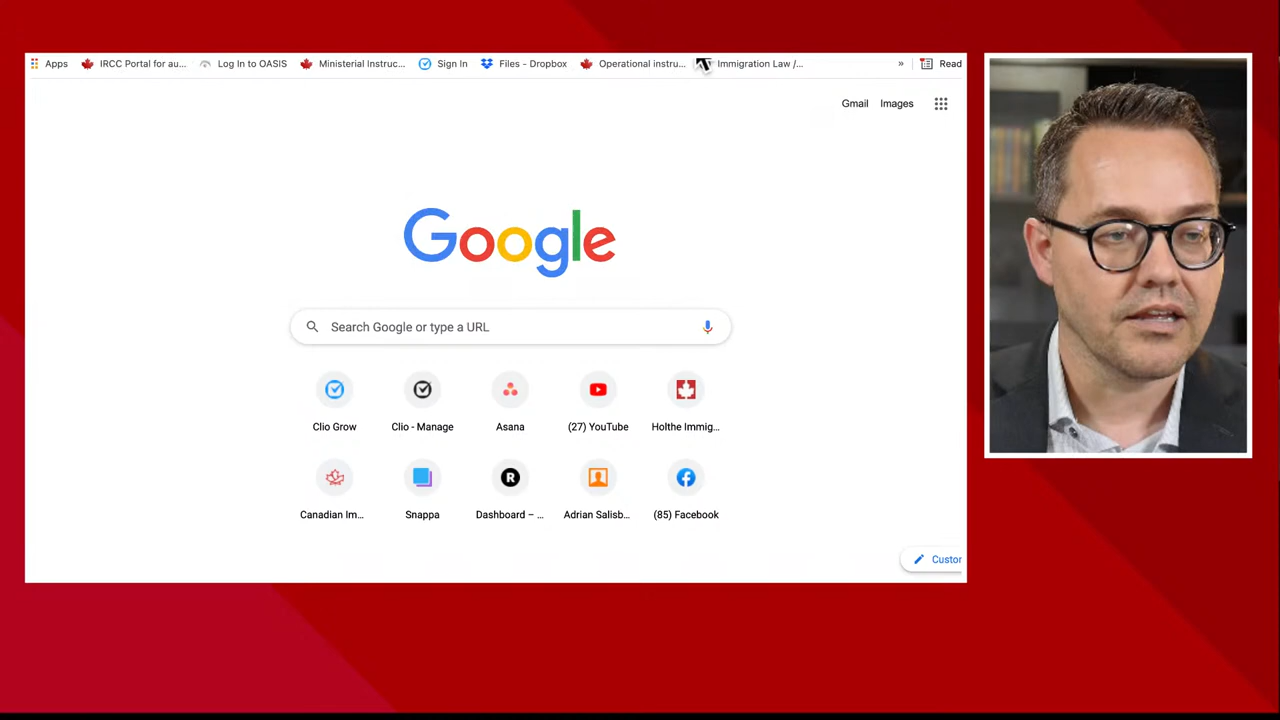 Apps IRCC Portal for au... Log In to OASIS Ministerial Instruc... Sign In Files - Dropbox Operational instru... Immigration Law /... » Read
Gmail Images
Google
Search Google or type a URL
Clio Grow Clio - Manage Asana (27) YouTube Holthe Immig...
R
Canadian Im... Snappa Dashboard – ... Adrian Salisb... (85) Facebook
Custor